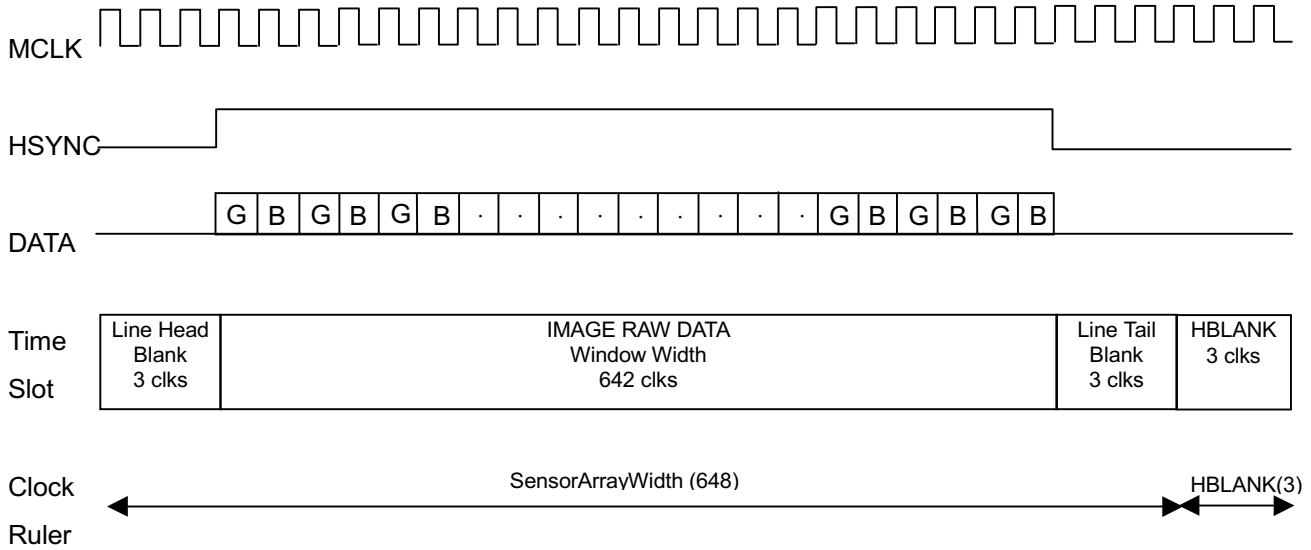 MCLK
HSYNC
G B G B G B . . . . . . . . . G B G B G B
DATA
Time
Slot
Line Head
Blank
3 clks
IMAGE RAW DATA
Window Width
642 clks
Line Tail
Blank
3 clks
HBLANK
3 clks
Clock
Ruler
SensorArrayWidth (648)
HBLANK(3)